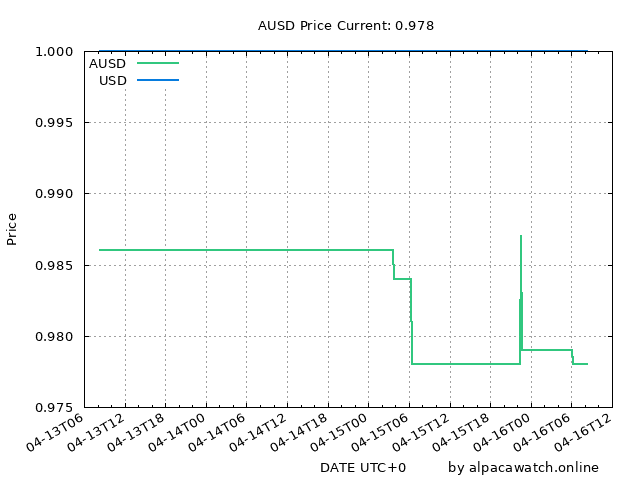 AUSD Price Current: 0.978
1.000
AUSD
USD
0.995
0.990
Price
0.985
0.980
0.975
04-13T06 04-13T12 04-13T18 04-14T00 04-14T06 04-14T12 04-14T18 04-15T00 04-15T06 04-15T12 04-15T18 04-16T00 04-16T06 04-16T12
DATE UTC+0 by alpacawatch.online